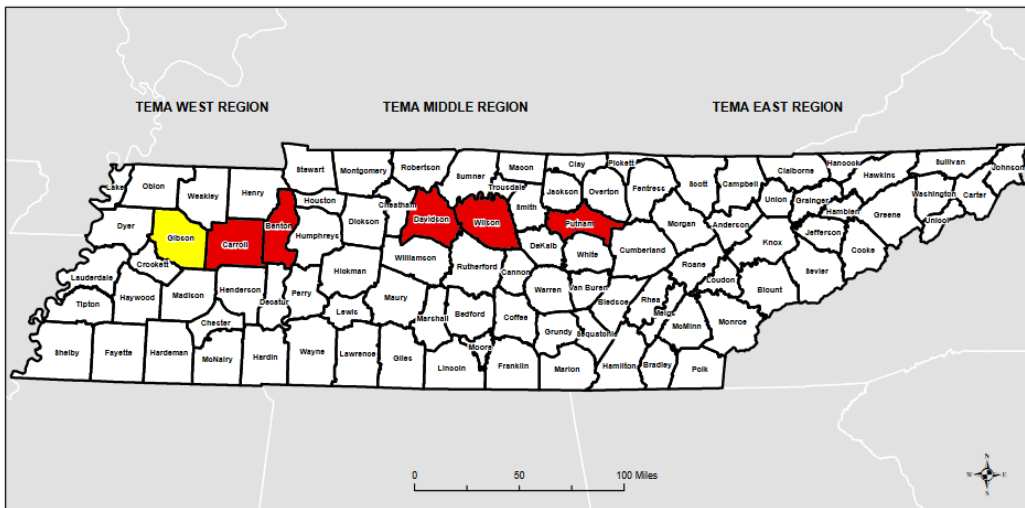 TEMA WEST REGION
TEMA MIDDLE REGION
TEMA EAST REGION
Lake
Obion
Weakley
Henry
Stewart
Montgomery
Robertson
Sumner
Macon
Trousdale
Clay
Pickett
Jackson
Overton
Fentress
Scott
Campbell
Claiborne
Hancock
Hawkins
Sullivan
Johnson
Washington
Carter
Unicoi
Greene
Hamblen
Grainger
Union
Houston
Dickson
Cheatham
Davidson
Wilson
Smith
Putnam
Dyer
Gibson
Carroll
Benton
Humphreys
Williamson
Rutherford
Cannon
DeKalb
White
Cumberland
Morgan
Anderson
Knox
Jefferson
Cooke
Sevier
Blount
Loudon
Roane
Lauderdale
Crockett
Tipton
Haywood
Madison
Henderson
Decatur
Perry
Hickman
Maury
Lewis
Marshall
Bedford
Coffee
Warren
Van Buren
Bledsoe
Rhea
Meigs
McMinn
Monroe
Chester
Shelby
Fayette
Hardeman
McNairy
Hardin
Wayne
Lawrence
Giles
Lincoln
Moore
Franklin
Grundy
Sequatchie
Marion
Hamilton
Bradley
Polk
0 50 100 Miles
N
W E
S